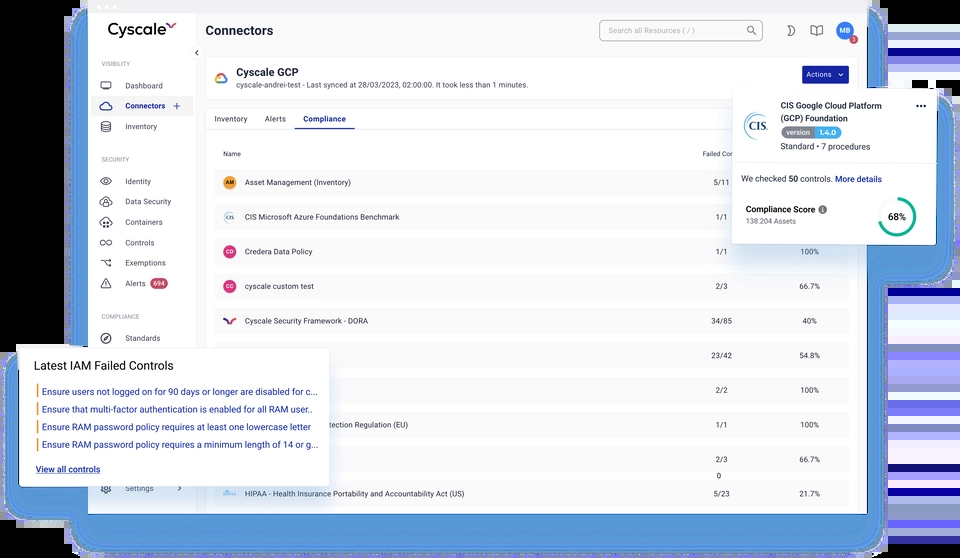 Cyscale
Connectors
Search all Resources ( / )
MB
VISIBILITY
Dashboard
Connectors +
Inventory
SECURITY
Identity
Data Security
Containers
Controls
Exemptions
Alerts 694
COMPLIANCE
Standards
Settings
Cyscale GCP
cyscale-andrei-test - Last synced at 28/03/2023, 02:00:00. It took less than 1 minutes.
Actions
Inventory Alerts Compliance
Name Failed Con
AM Asset Management (Inventory) 5/11
CIS CIS Microsoft Azure Foundations Benchmark 1/1
CD Credera Data Policy 1/1 100%
CC cyscale custom test 2/3 66.7%
Cyscale Security Framework - DORA 34/85 40%
23/42 54.8%
2/2 100%
tection Regulation (EU) 1/1 100%
2/3 66.7%
0
HIPAA - Health Insurance Portability and Accountability Act (US) 5/23 21.7%
CIS.
CIS Google Cloud Platform
(GCP) Foundation
version 1.4.0
Standard • 7 procedures
We checked 50 controls. More details
Compliance Score
138.204 Assets
68%
Latest IAM Failed Controls
Ensure users not logged on for 90 days or longer are disabled for c...
Ensure that multi-factor authentication is enabled for all RAM user..
Ensure RAM password policy requires at least one lowercase letter
Ensure RAM password policy requires a minimum length of 14 or g...
View all controls